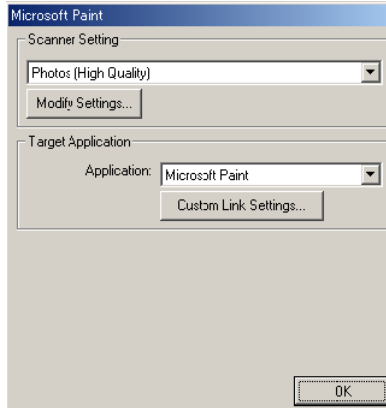 Microsoft Paint
Scanner Setting
Photos (High Quality)
Modify Settings...
Target Application
Application: Microsoft Paint
Custom Link Settings...
OK